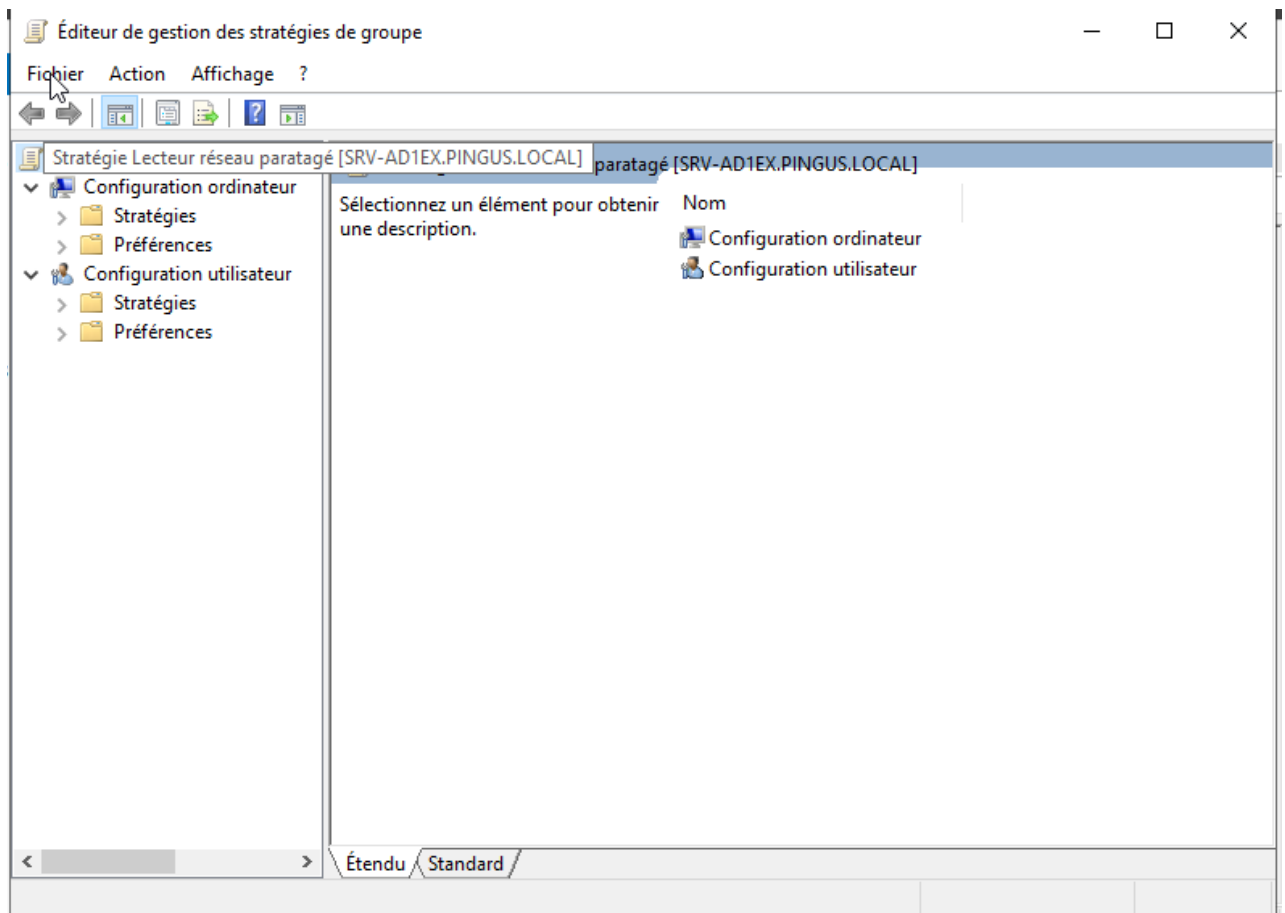 Éditeur de gestion des stratégies de groupe
Fichier Action Affichage ?
Stratégie Lecteur réseau paratagé [SRV-AD1EX.PINGUS.LOCAL]
paratagé [SRV-AD1EX.PINGUS.LOCAL]
Configuration ordinateur
Stratégies
Préférences
Configuration utilisateur
Stratégies
Préférences
Sélectionnez un élément pour obtenir
une description.
Nom
Configuration ordinateur
Configuration utilisateur
Étendu Standard